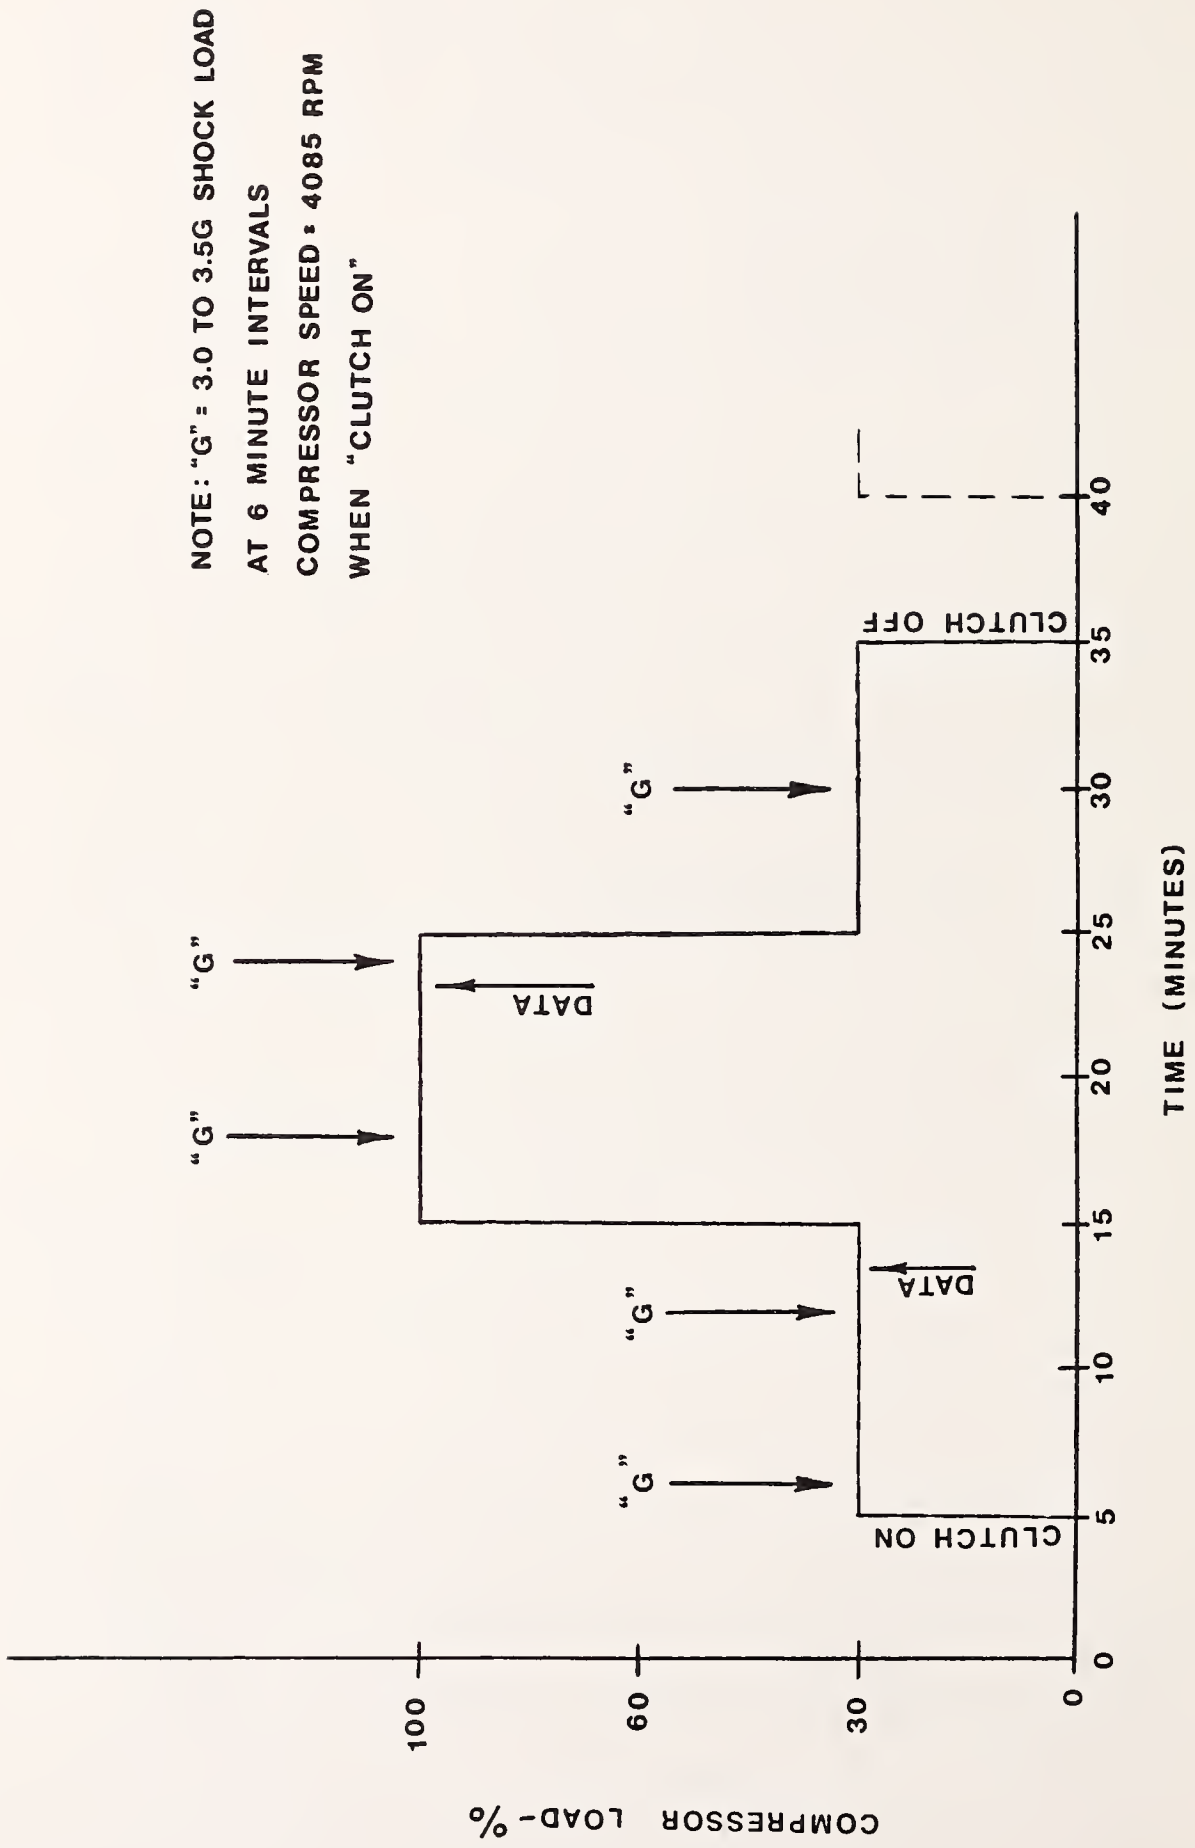 NOTE: "G" = 3.0 TO 3.5G SHOCK LOAD
AT 6 MINUTE INTERVALS
COMPRESSOR SPEED = 4085 RPM
WHEN "CLUTCH ON"
"G"
"G"
"G"
"G"
"G"
DATA
DATA
CLUTCH ON
CLUTCH OFF
COMPRESSOR LOAD-%
100
60
30
0
0
5
10
15
20
25
30
35
40
TIME (MINUTES)